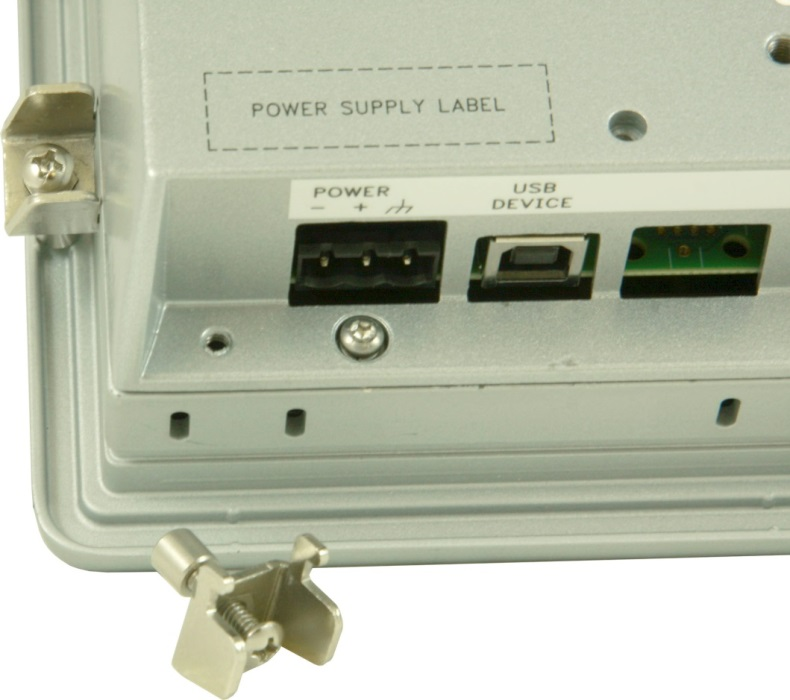 POWER SUPPLY LABEL
POWER
- +
USB
DEVICE